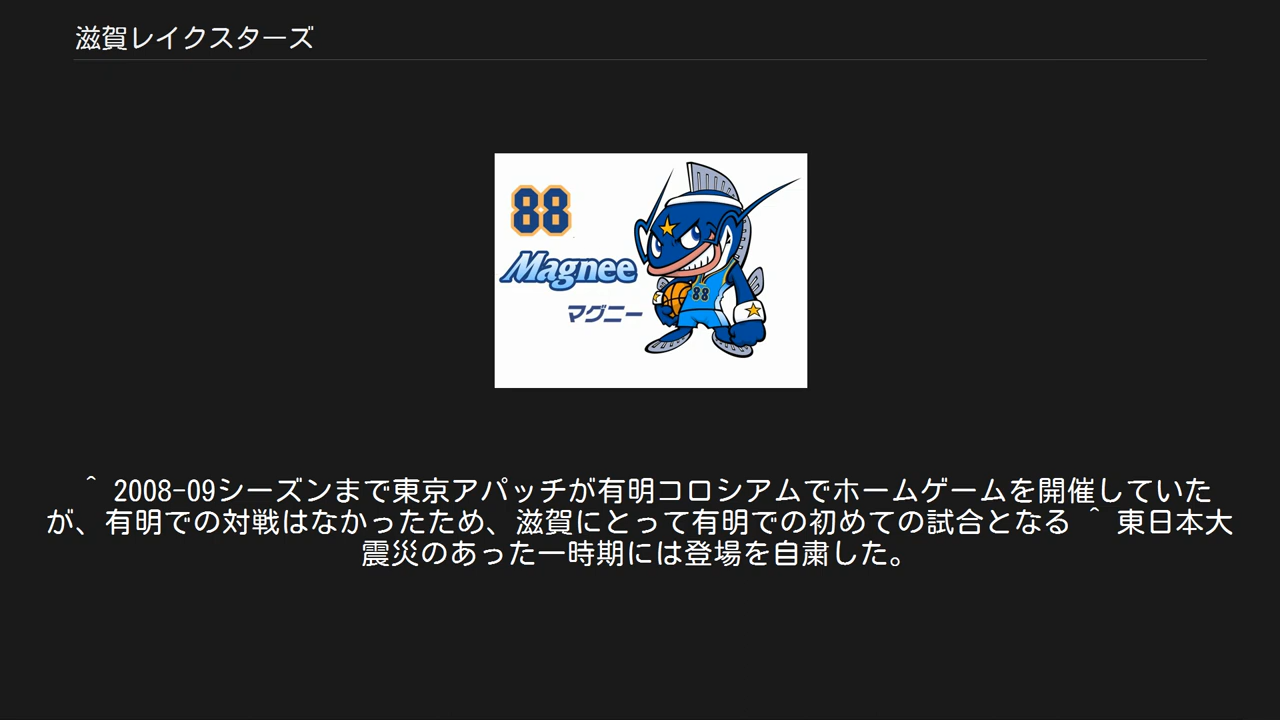 滋賀レイクスターズ
88
Magnee
マグニー
88
^ 2008-09シーズンまで東京アパッチが有明コロシアムでホームゲームを開催していた
が、有明での対戦はなかったため、滋賀にとって有明での初めての試合となる ^ 東日本大
震災のあった一時期には登場を自粛した。